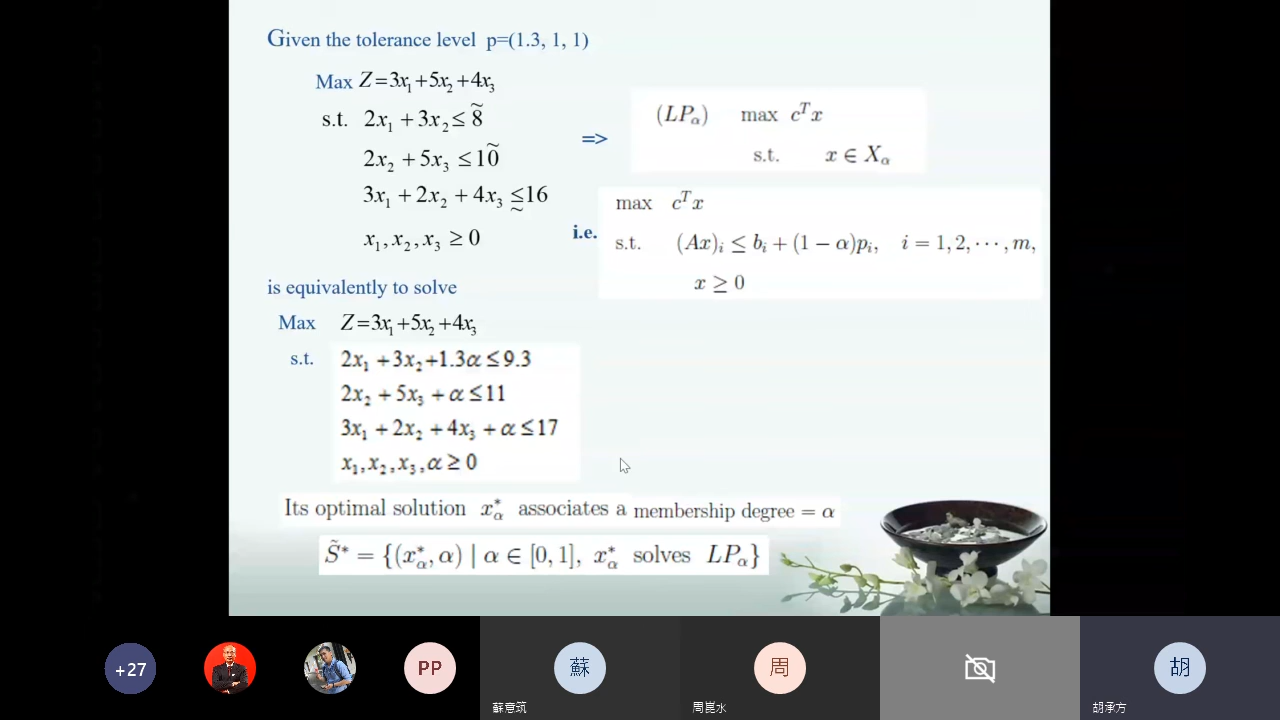 Given the tolerance level p=(1.3, 1, 1)
Max Z=3x₁+5x₂+4x₃
s.t. 2x₁+3x₂≤8̃
2x₂+5x₃≤10̃
3x₁+2x₂+4x₃≲16
x₁,x₂,x₃≥0
=>
(LPα) max cᵀx
s.t. x∈Xα
i.e.
max cᵀx
s.t. (Ax)ᵢ≤bᵢ+(1−α)pᵢ, i=1,2,⋯,m,
x≥0
is equivalently to solve
Max Z=3x₁+5x₂+4x₃
s.t. 2x₁+3x₂+1.3α≤9.3
2x₂+5x₃+α≤11
3x₁+2x₂+4x₃+α≤17
x₁,x₂,x₃,α≥0
Its optimal solution x*α associates a membership degree = α
S̃* = {(x*α, α) | α ∈ [0, 1], x*α solves LPα}
+27
PP
蘇
蘇意筑
周
周崑水
胡
胡承方